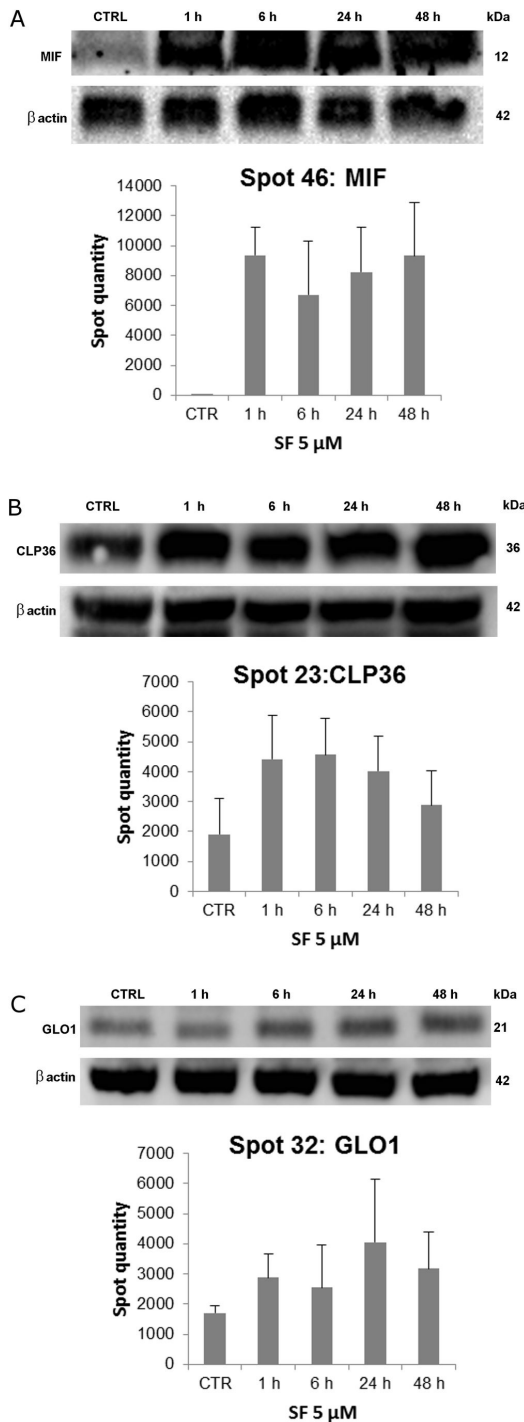 A
CTRL 1 h 6 h 24 h 48 h kDa
MIF 12
β actin 42
Spot 46: MIF
Spot quantity
14000
12000
10000
8000
6000
4000
2000
0
CTR 1 h 6 h 24 h 48 h
SF 5 µM
B
CTRL 1 h 6 h 24 h 48 h kDa
CLP36 36
β actin 42
Spot 23:CLP36
Spot quantity
7000
6000
5000
4000
3000
2000
1000
0
CTR 1 h 6 h 24 h 48 h
SF 5 µM
C
CTRL 1 h 6 h 24 h 48 h kDa
GLO1 21
β actin 42
Spot 32: GLO1
Spot quantity
7000
6000
5000
4000
3000
2000
1000
0
CTR 1 h 6 h 24 h 48 h
SF 5 µM